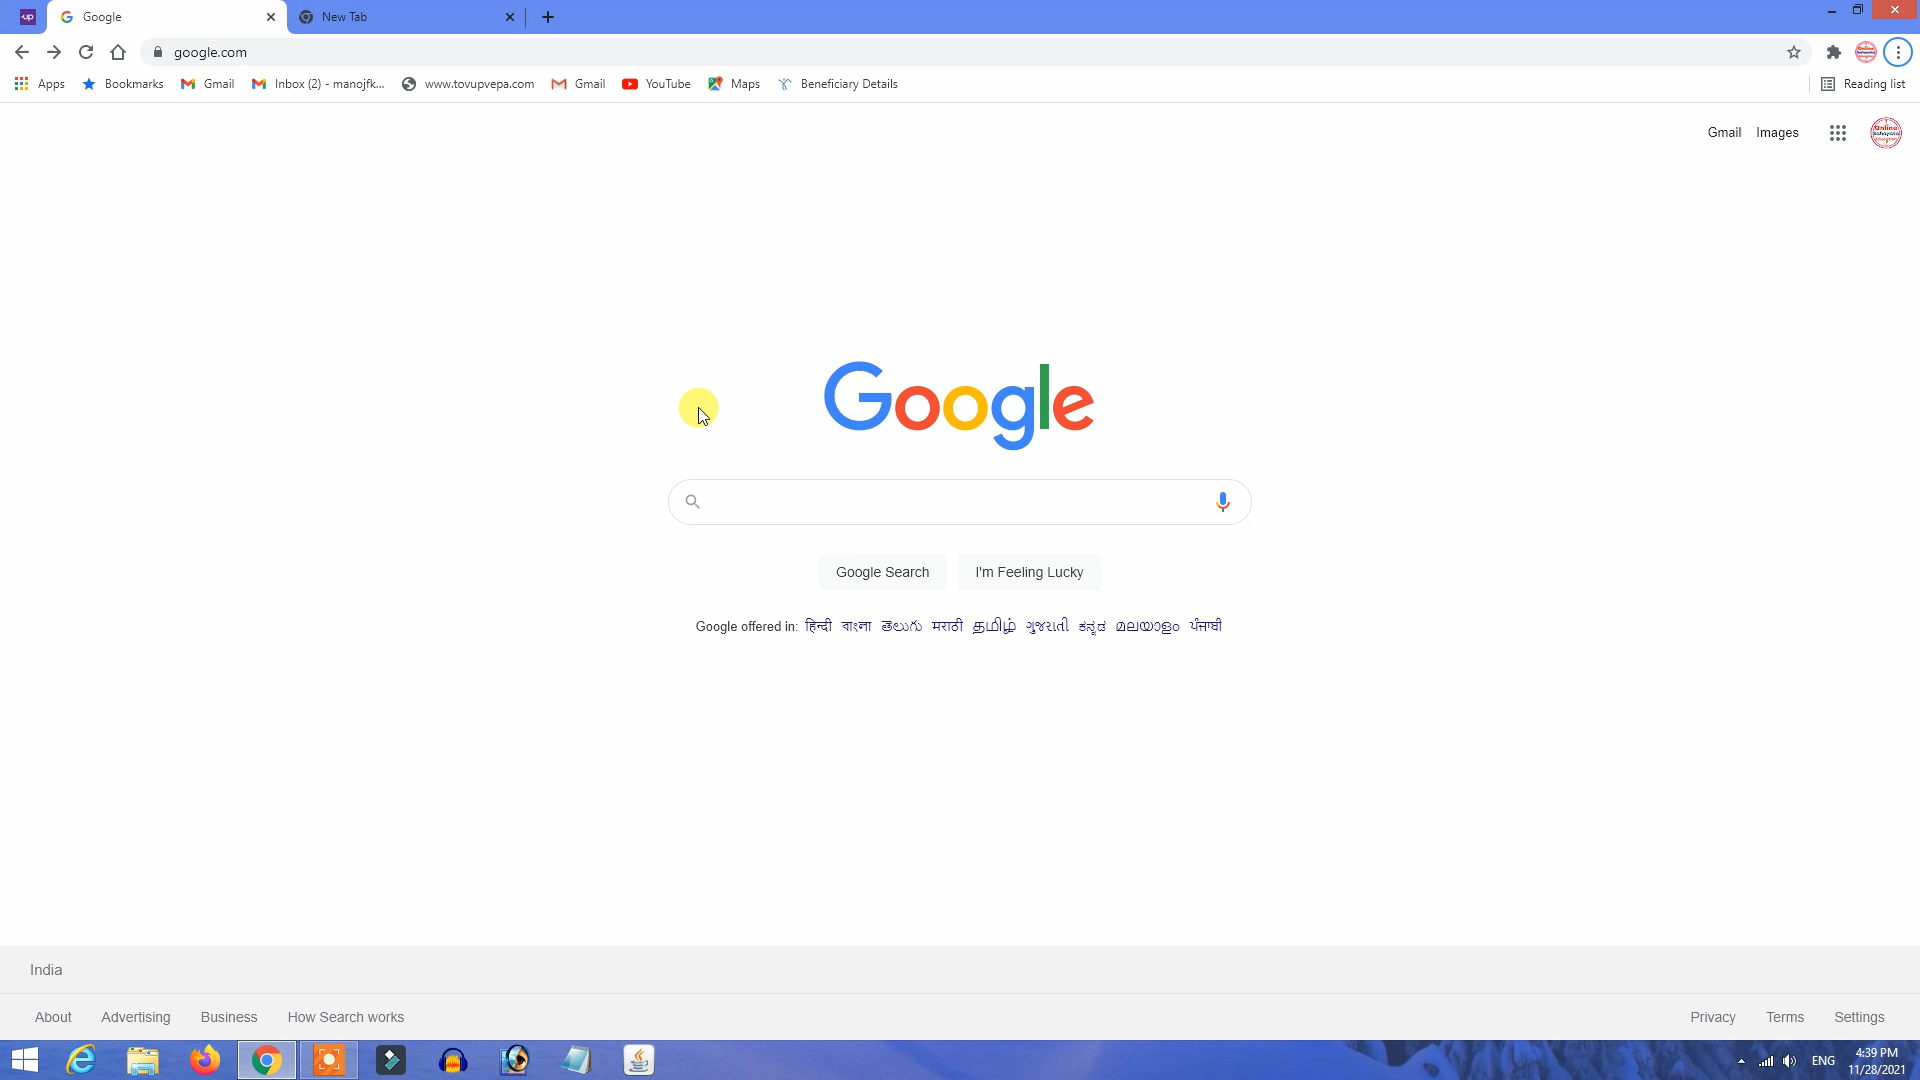 up Google New Tab
google.com
Apps Bookmarks Gmail Inbox (2) - manojfk... www.tovupvepa.com Gmail YouTube Maps Beneficiary Details Reading list
Gmail Images
Google
Google Search I'm Feeling Lucky
Google offered in: हिन्दी বাংলা తెలుగు मराठी தமிழ் ગુજરાતી ಕನ್ನಡ മലയാളം ਪੰਜਾਬੀ
India
About Advertising Business How Search works Privacy Terms Settings
ENG 4:39 PM
11/28/2021